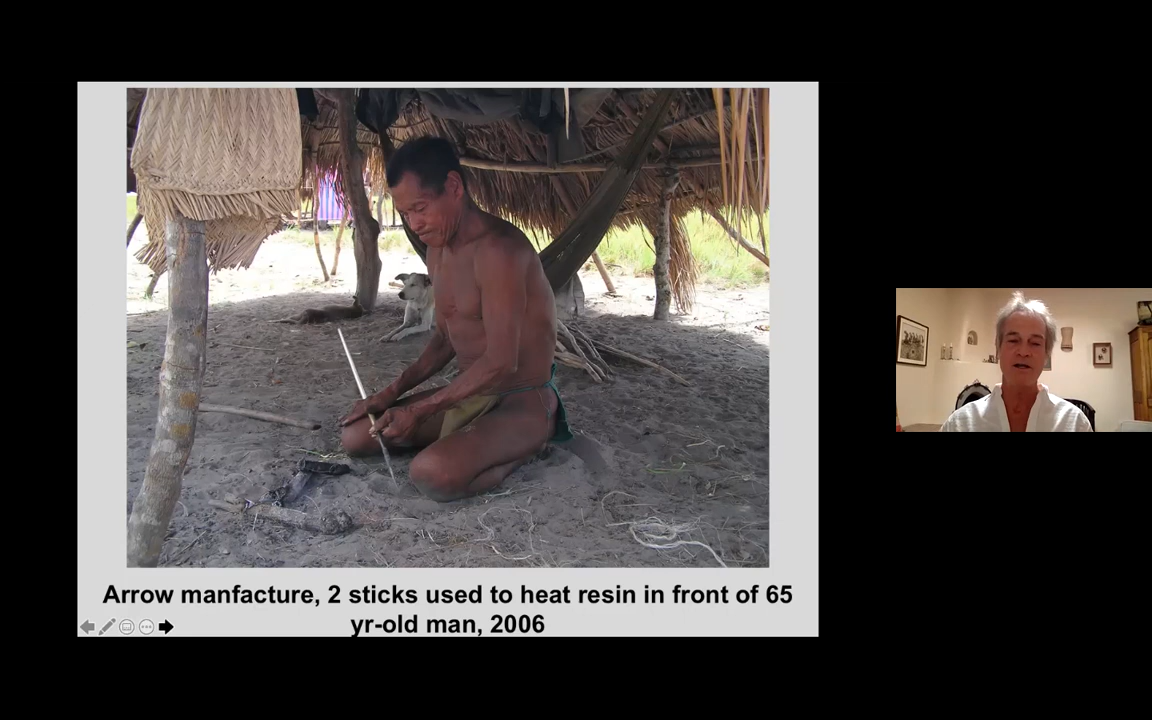 Arrow manfacture, 2 sticks used to heat resin in front of 65
yr-old man, 2006